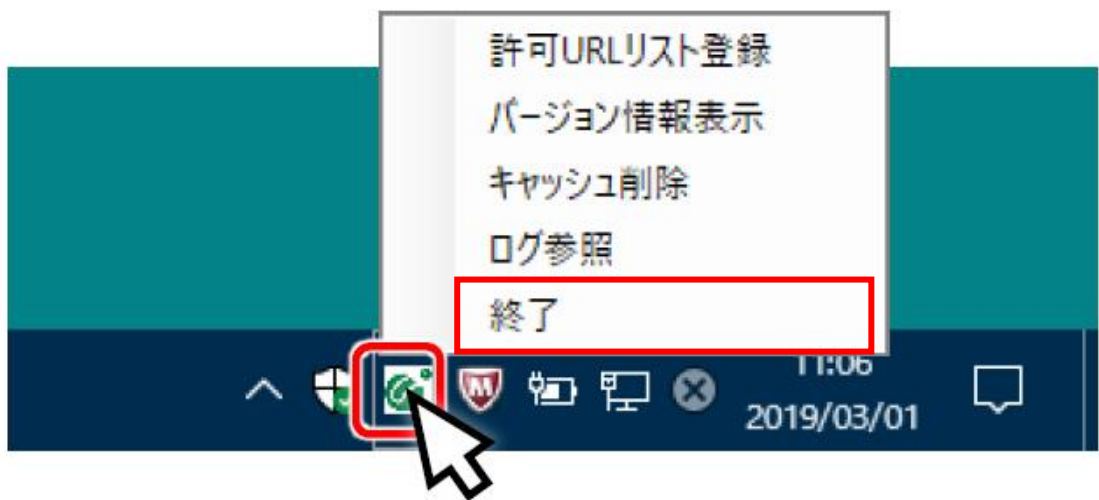 許可URLリスト登録
バージョン情報表示
キャッシュ削除
ログ参照
終了
11:06
2019/03/01